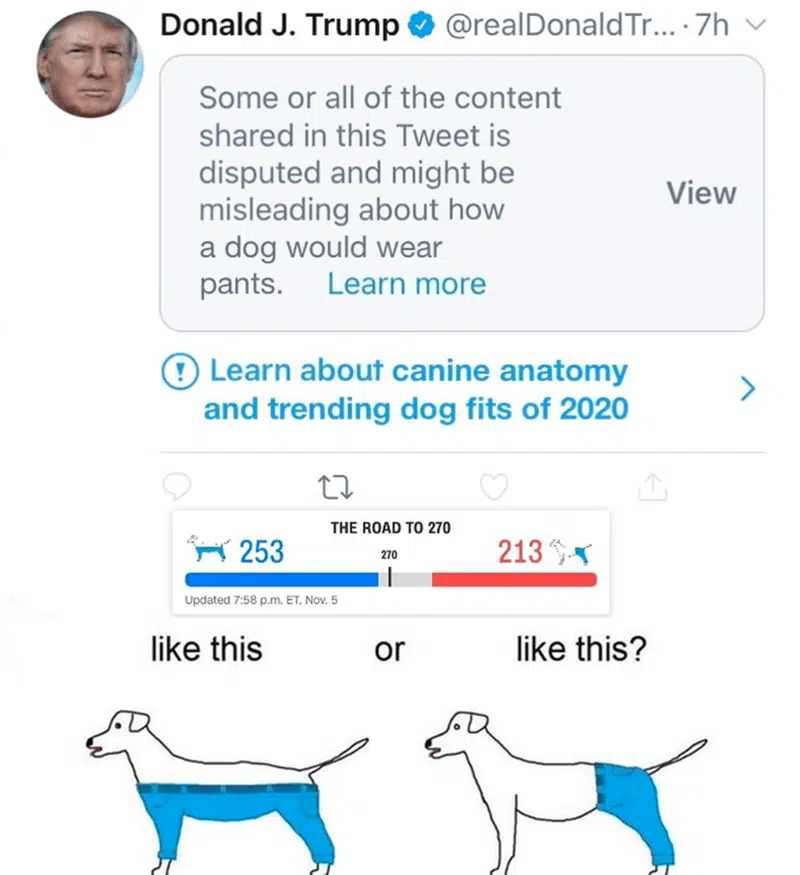 Donald J. Trump @realDonaldTr... · 7h
Some or all of the content
shared in this Tweet is
disputed and might be
misleading about how
a dog would wear
pants. Learn more
View
Learn about canine anatomy
and trending dog fits of 2020
THE ROAD TO 270
253 270 213
Updated 7:58 p.m. ET, Nov. 5
like this or like this?